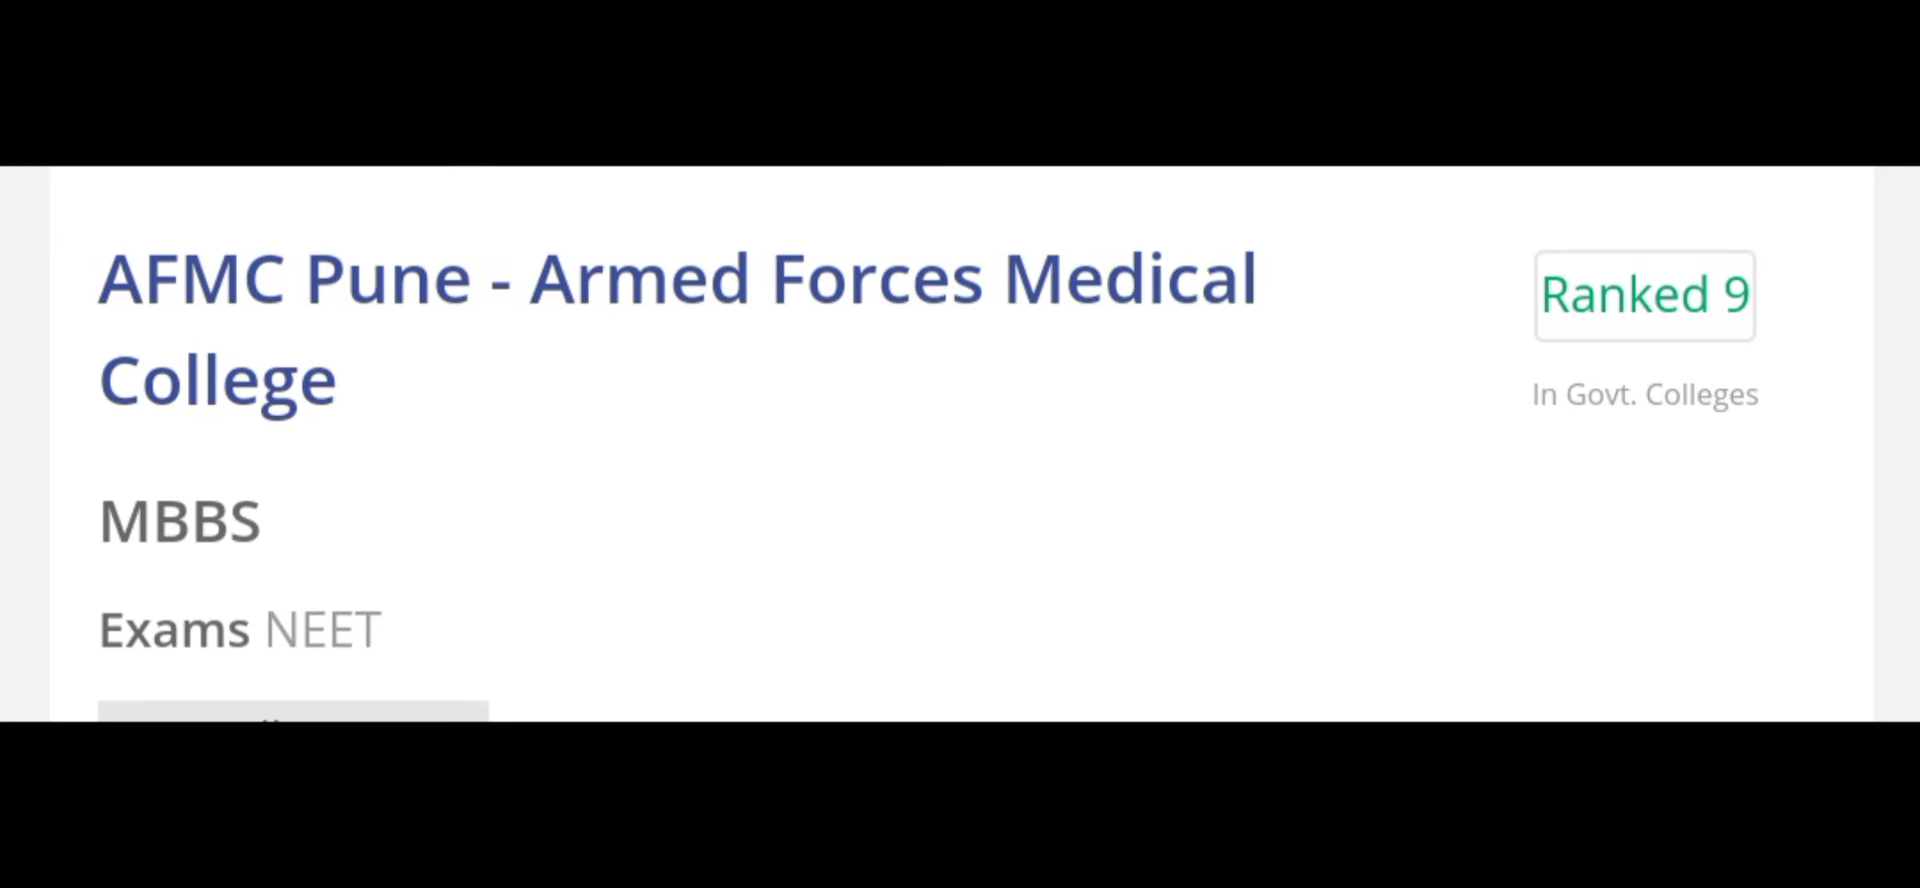 AFMC Pune - Armed Forces Medical
College
Ranked 9
In Govt. Colleges
MBBS
Exams NEET